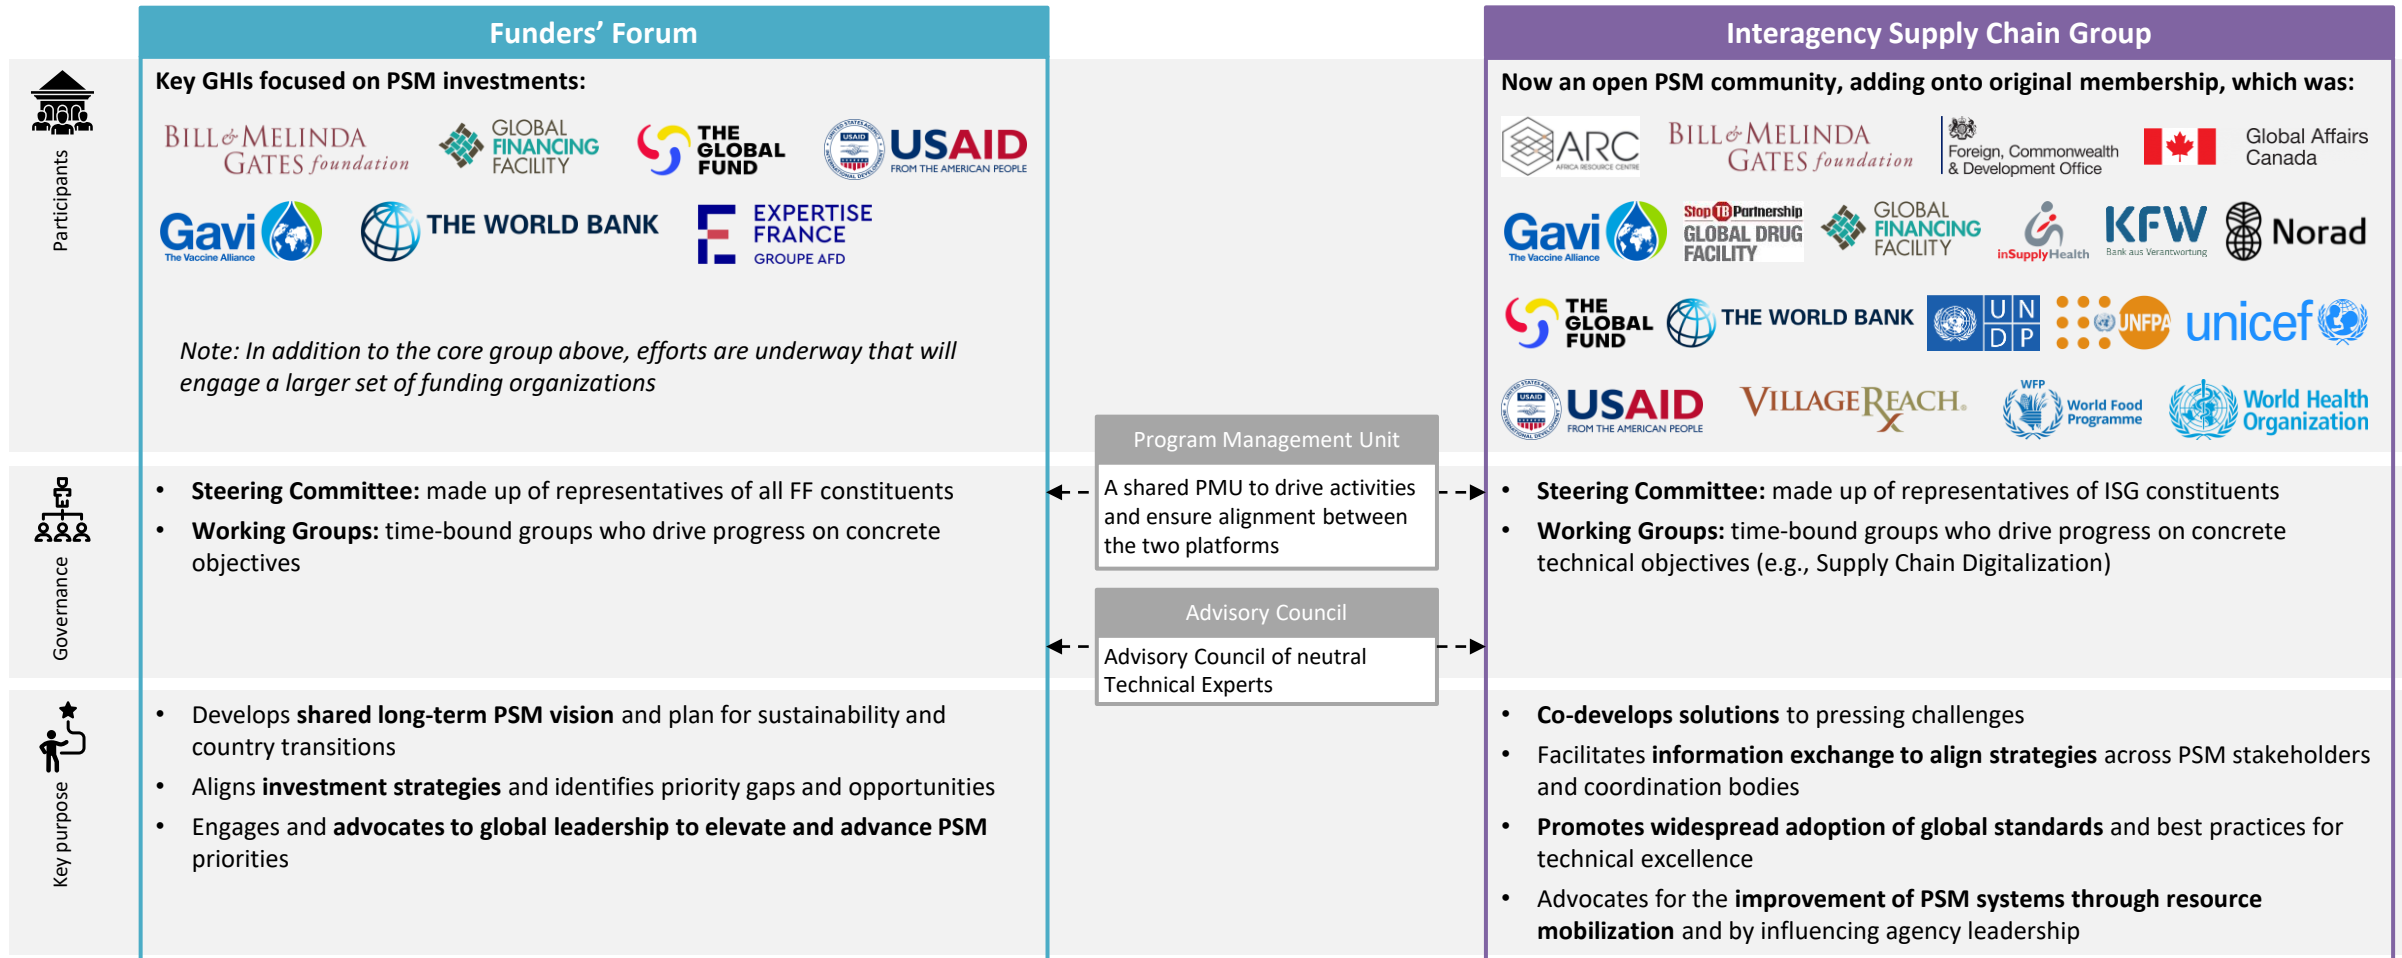 Funders’ Forum
Interagency Supply Chain Group
Participants
Key GHIs focused on PSM investments:
BILL & MELINDA
GATES foundation
GLOBAL
FINANCING
FACILITY
THE
GLOBAL
FUND
UNITED STATES AGENCY
USAID
INTERNATIONAL DEVELOPMENT
USAID
FROM THE AMERICAN PEOPLE
Gavi
The Vaccine Alliance
THE WORLD BANK
EXPERTISE
FRANCE
GROUPE AFD
Note: In addition to the core group above, efforts are underway that will
engage a larger set of funding organizations
Now an open PSM community, adding onto original membership, which was:
ARC
AFRICA RESOURCE CENTRE
BILL & MELINDA
GATES foundation
Foreign, Commonwealth
& Development Office
Global Affairs
Canada
Gavi
The Vaccine Alliance
Stop TB Partnership
GLOBAL DRUG
FACILITY
GLOBAL
FINANCING
FACILITY
inSupplyHealth
KFW
Bank aus Verantwortung
Norad
THE
GLOBAL
FUND
THE WORLD BANK
U N
D P
UNFPA
unicef
UNITED STATES AGENCY
USAID
INTERNATIONAL DEVELOPMENT
USAID
FROM THE AMERICAN PEOPLE
VILLAGEREACH®
WFP
World Food
Programme
World Health
Organization
Program Management Unit
A shared PMU to drive activities
and ensure alignment between
the two platforms
Advisory Council
Advisory Council of neutral
Technical Experts
Governance
• Steering Committee: made up of representatives of all FF constituents
• Working Groups: time-bound groups who drive progress on concrete
objectives
• Steering Committee: made up of representatives of ISG constituents
• Working Groups: time-bound groups who drive progress on concrete
technical objectives (e.g., Supply Chain Digitalization)
Key purpose
• Develops shared long-term PSM vision and plan for sustainability and
country transitions
• Aligns investment strategies and identifies priority gaps and opportunities
• Engages and advocates to global leadership to elevate and advance PSM
priorities
• Co-develops solutions to pressing challenges
• Facilitates information exchange to align strategies across PSM stakeholders
and coordination bodies
• Promotes widespread adoption of global standards and best practices for
technical excellence
• Advocates for the improvement of PSM systems through resource
mobilization and by influencing agency leadership